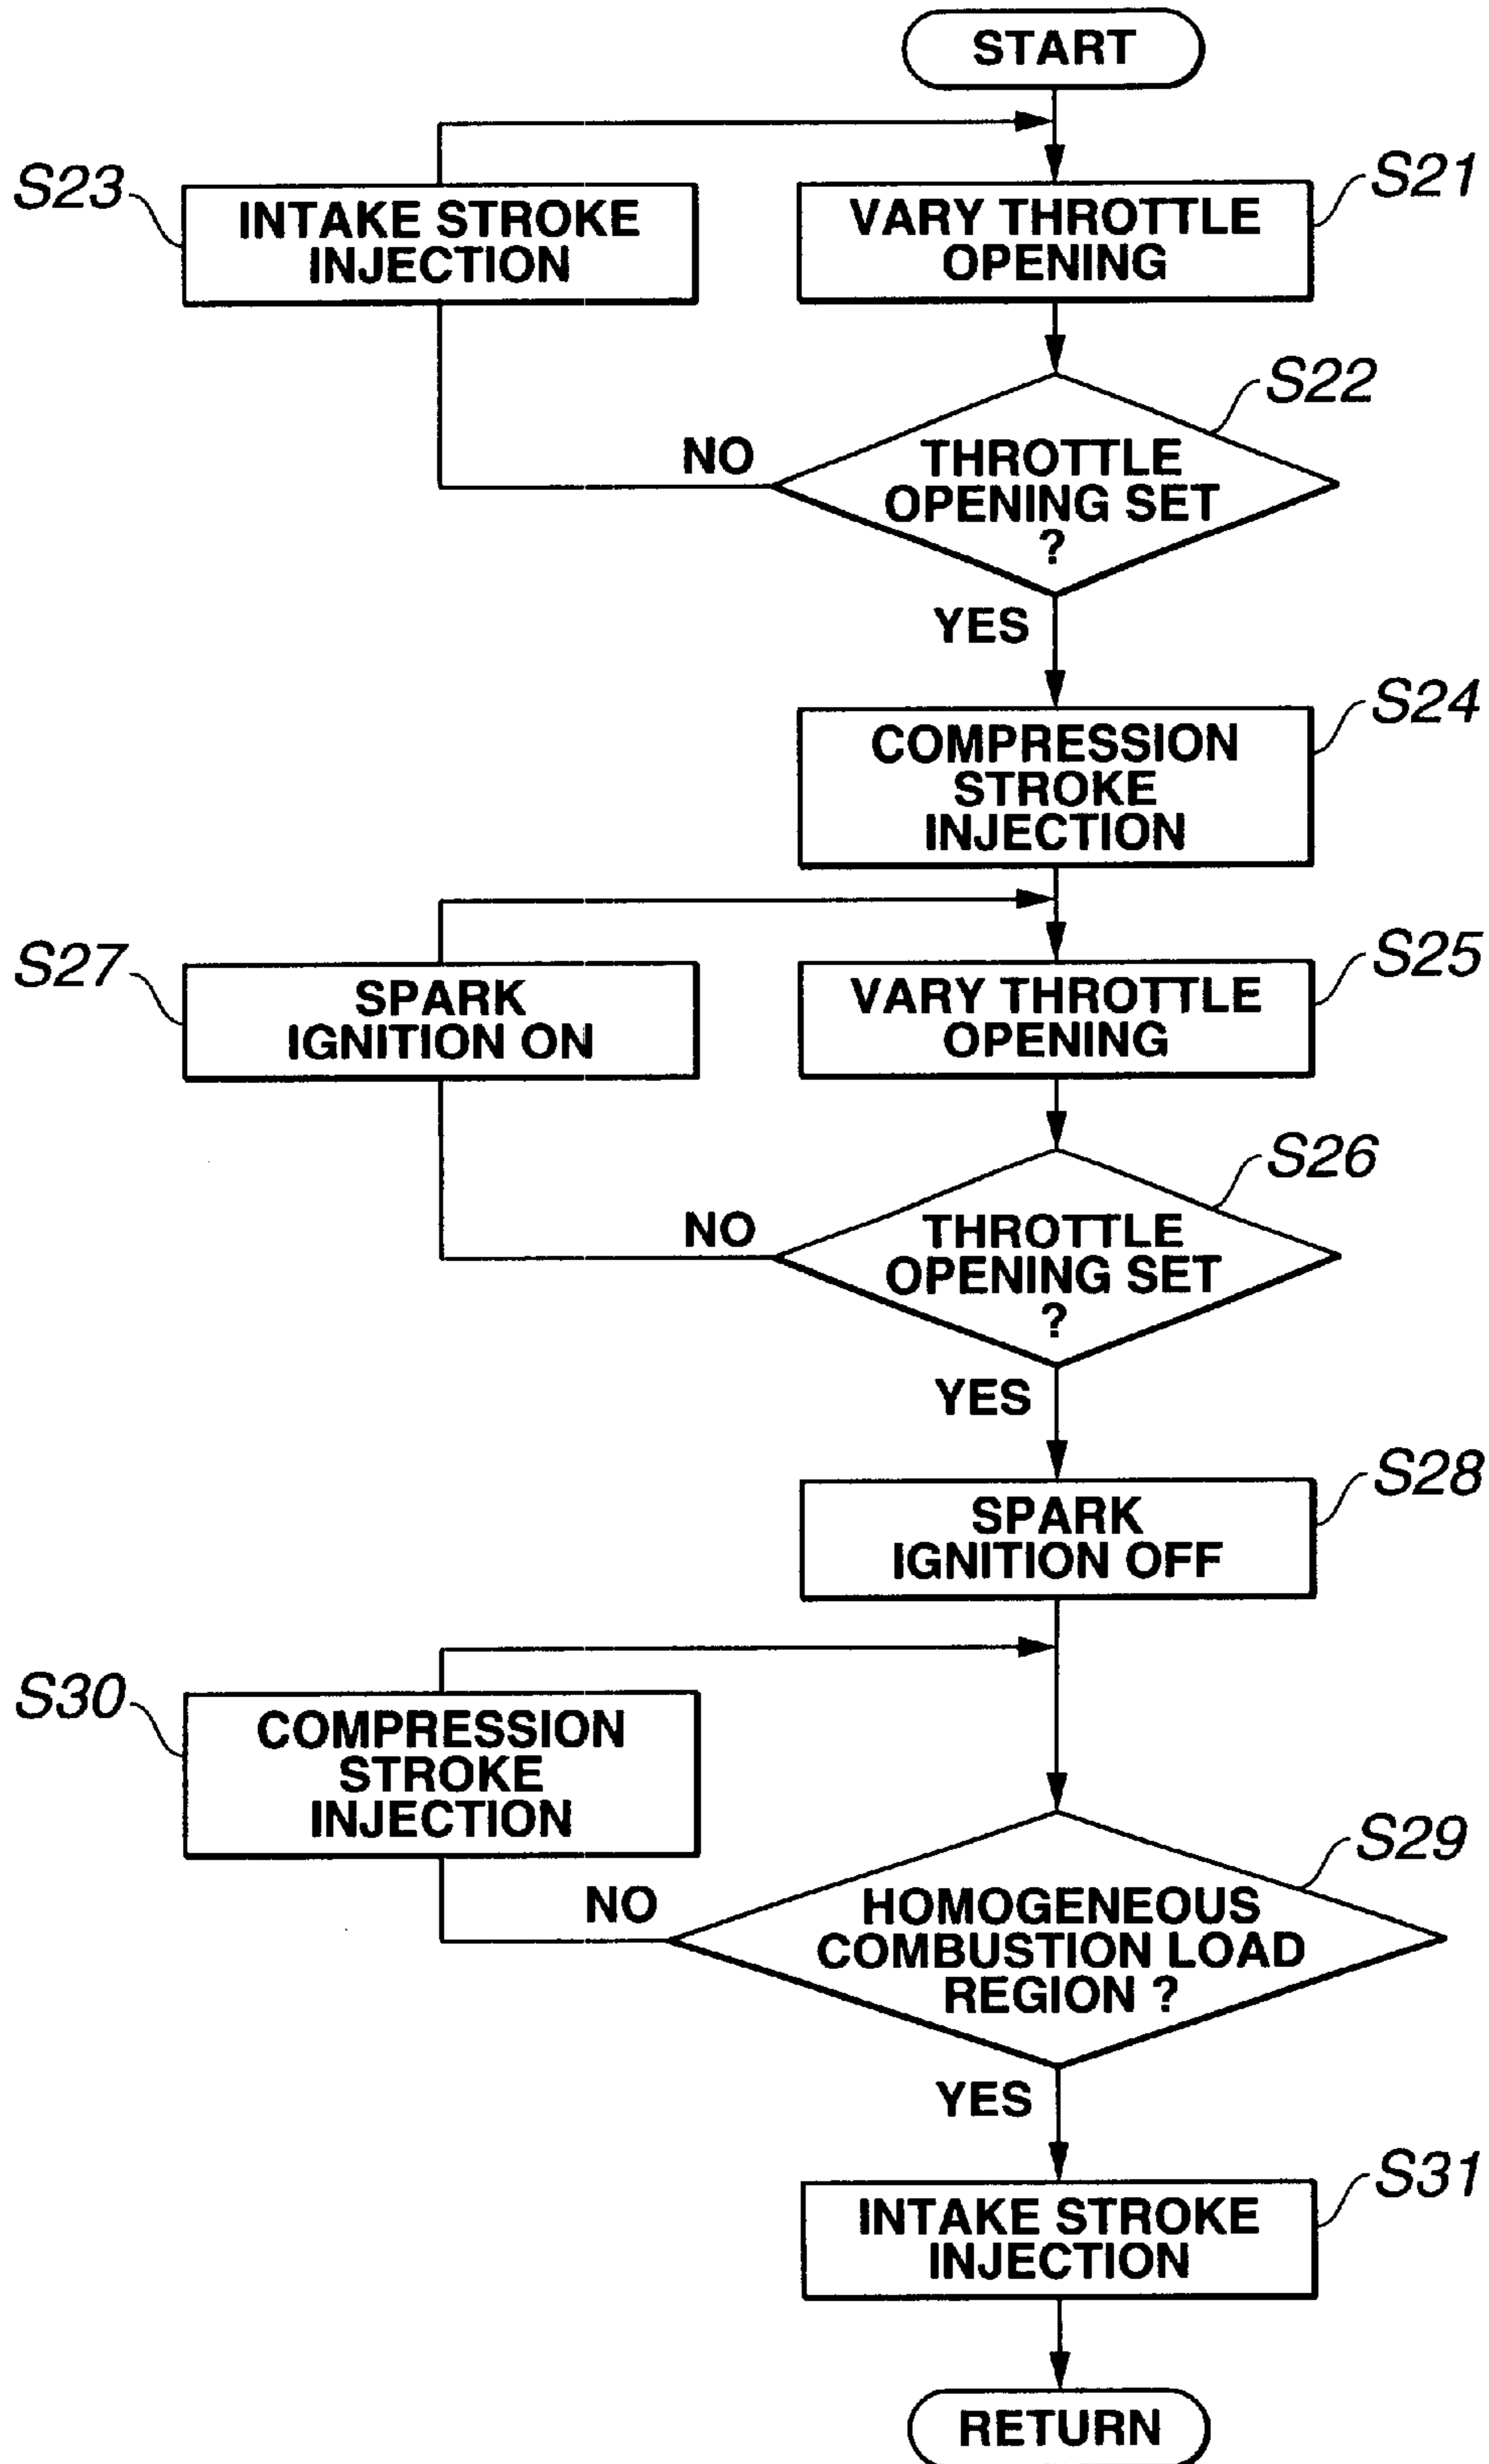 START
S23
INTAKE STROKE
INJECTION
VARY THROTTLE
OPENING
S21
S22
NO
THROTTLE
OPENING SET
?
YES
S24
COMPRESSION
STROKE
INJECTION
S27
SPARK
IGNITION ON
VARY THROTTLE
OPENING
S25
S26
NO
THROTTLE
OPENING SET
?
YES
S28
SPARK
IGNITION OFF
S30
COMPRESSION
STROKE
INJECTION
S29
NO
HOMOGENEOUS
COMBUSTION LOAD
REGION ?
YES
S31
INTAKE STROKE
INJECTION
RETURN